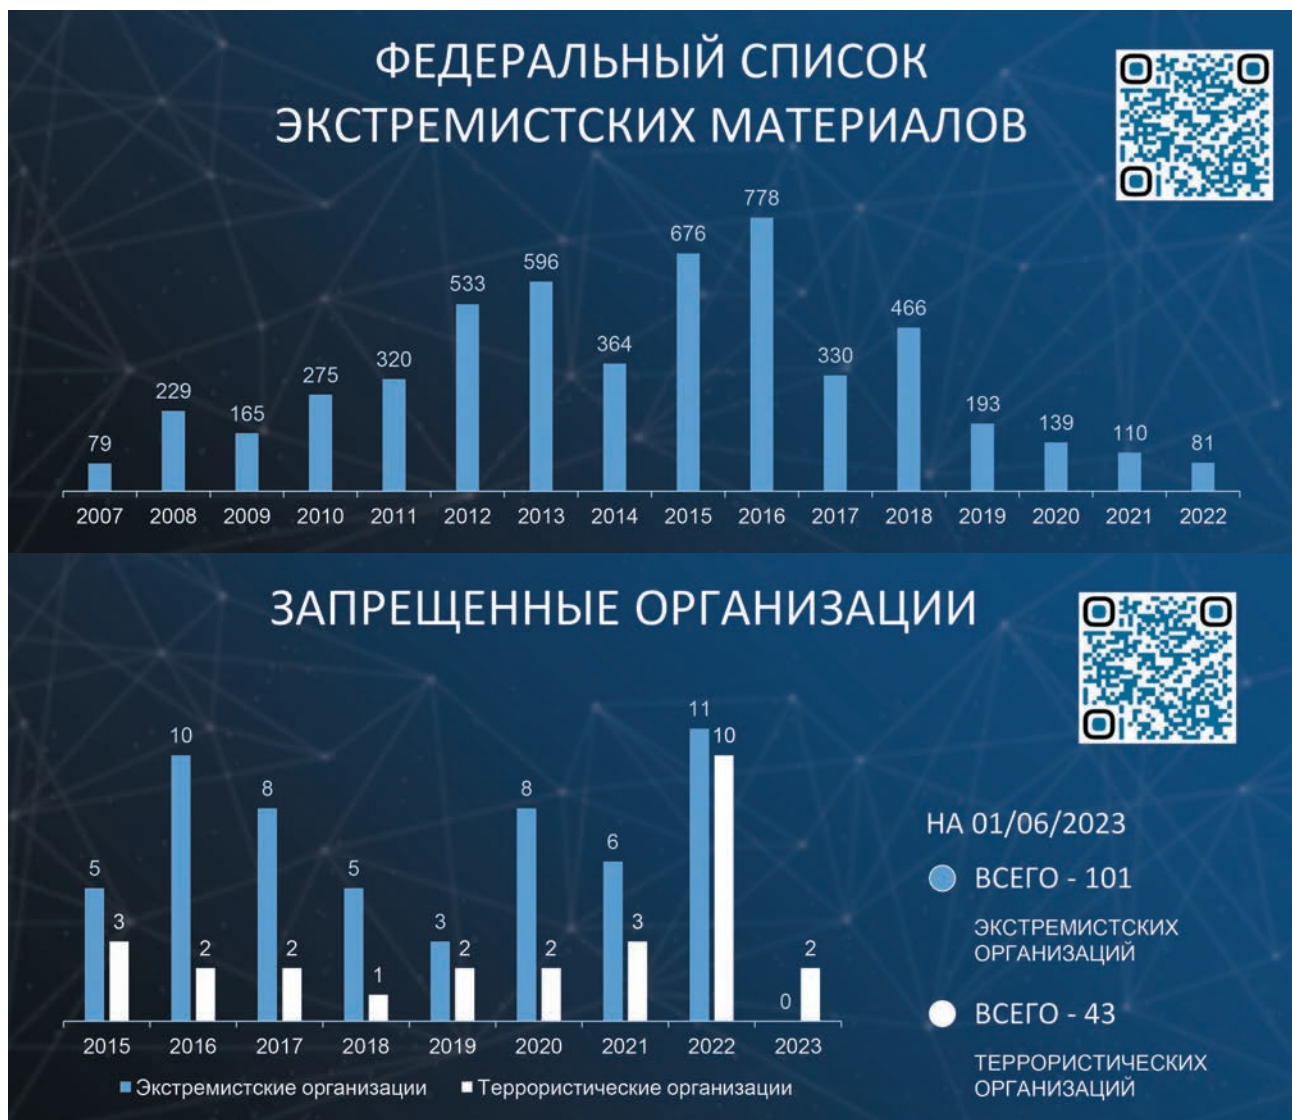 ФЕДЕРАЛЬНЫЙ СПИСОК
ЭКСТРЕМИСТСКИХ МАТЕРИАЛОВ
79 229 165 275 320 533 596 364 676 778 330 466 193 139 110 81
2007 2008 2009 2010 2011 2012 2013 2014 2015 2016 2017 2018 2019 2020 2021 2022
ЗАПРЕЩЕННЫЕ ОРГАНИЗАЦИИ
5 3 10 2 8 2 5 1 3 2 8 2 6 3 11 10 0 2
2015 2016 2017 2018 2019 2020 2021 2022 2023
Экстремистские организации Террористические организации
НА 01/06/2023
ВСЕГО - 101
ЭКСТРЕМИСТСКИХ
ОРГАНИЗАЦИЙ
ВСЕГО - 43
ТЕРРОРИСТИЧЕСКИХ
ОРГАНИЗАЦИЙ